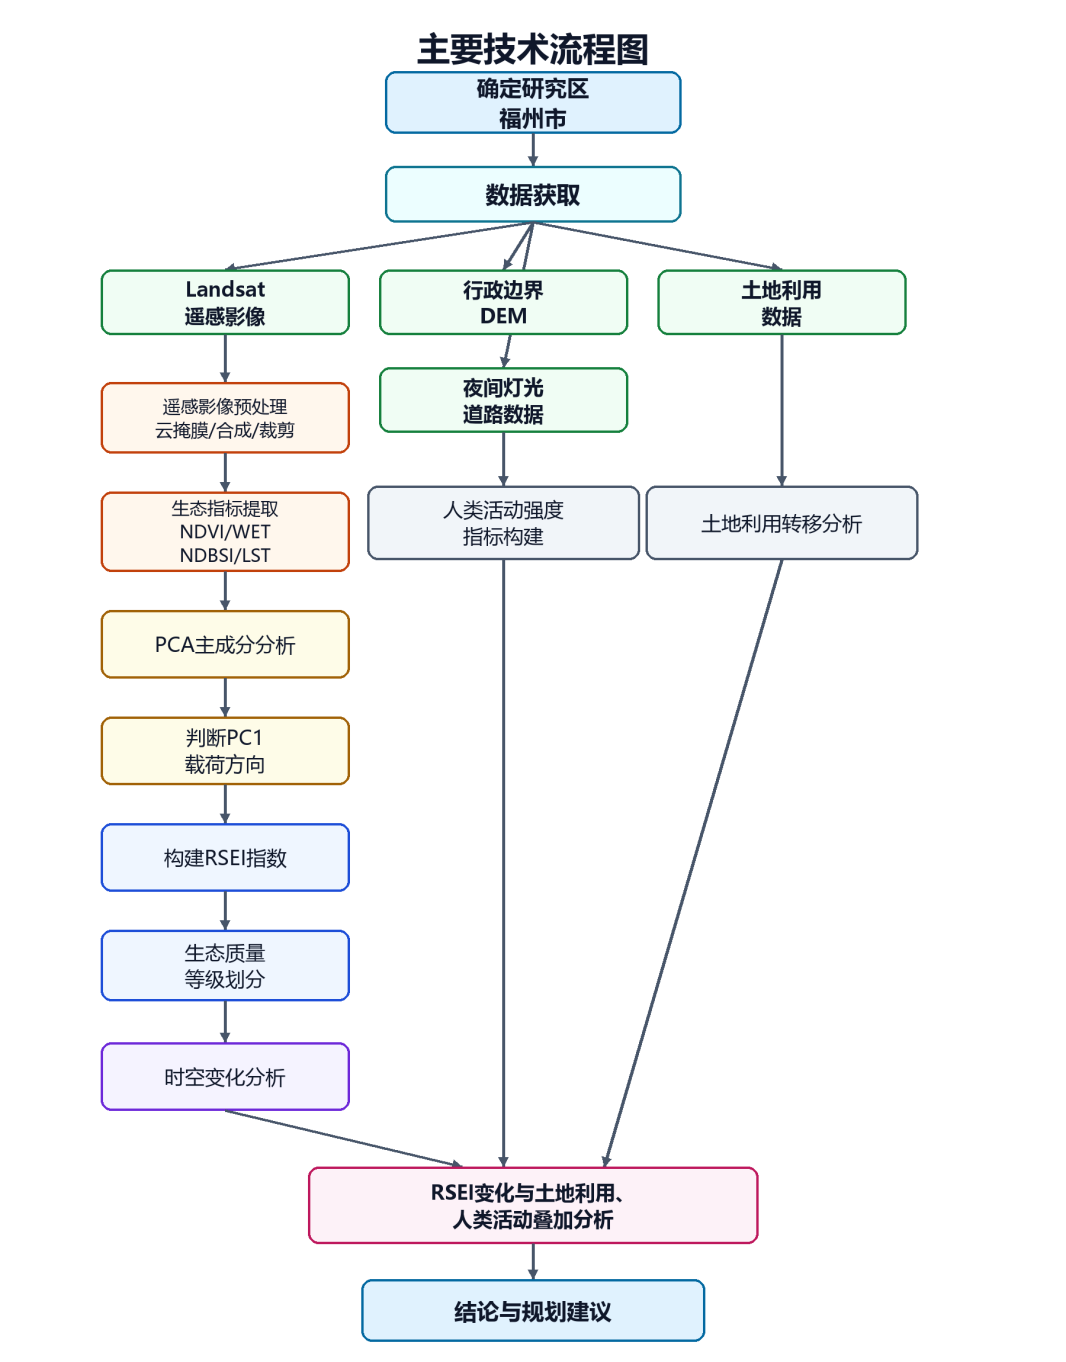 主要技术流程图
确定研究区
福州市
数据获取
Landsat
遥感影像
行政边界
DEM
土地利用
数据
夜间灯光
道路数据
遥感影像预处理
云掩膜/合成/裁剪
生态指标提取
NDVI/WET
NDBSI/LST
人类活动强度
指标构建
土地利用转移分析
PCA主成分分析
判断PC1
载荷方向
构建RSEI指数
生态质量
等级划分
时空变化分析
RSEI变化与土地利用、
人类活动叠加分析
结论与规划建议